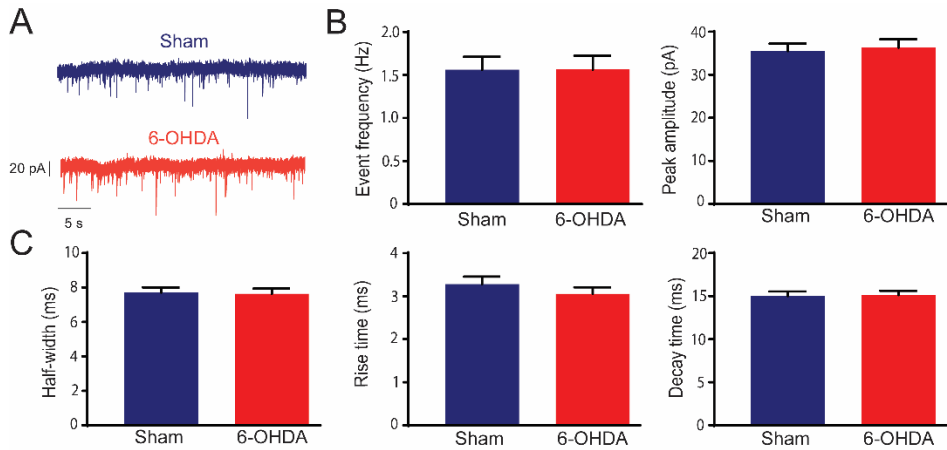 A
Sham
6-OHDA
20 pA
5 s
B
Event frequency (Hz)
2.0
1.5
1.0
0.5
0
Sham
6-OHDA
Peak amplitude (pA)
40
30
20
10
0
Sham
6-OHDA
C
Half-width (ms)
8
8
6
4
2
0
Sham
6-OHDA
Rise time (ms)
4
3
2
1
0
Sham
6-OHDA
Decay time (ms)
20
15
15
5
0
Sham
6-OHDA